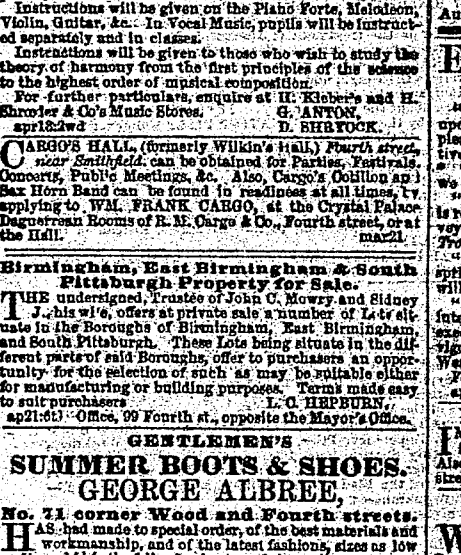 Instructions will be given on the Piano Forte, Melodeon,
Violin, Guitar, &c. In Vocal Music, pupils will be instruct-
ed separately and in classes.
Instructions will be given to those who wish to study the
theory of harmony from the first principles of the science
to the highest order of musical composition.
For further particulars, enquire at H. Kleber's and H.
Shroder & Co's Music Stores. G. ANTON,
apr18:2wd D. SHRYOCK.
CARGO'S HALL, (formerly Wilkin's Hall,) Fourth street,
near Smithfield, can be obtained for Parties, Festivals,
Concerts, Public Meetings, &c. Also, Cargo's Cotillon and
Sax Horn Band can be found in readiness at all times, by
applying to WM. FRANK CARGO, at the Crystal Palace
Daguerrean Rooms of R. M. Cargo & Co., Fourth street, or at
the Hall. mar21
Birmingham, East Birmingham & South
Pittsburgh Property for Sale.
THE undersigned, Trustee of John C. Mowry and Sidney
J., his wife, offers at private sale a number of Lots sit-
uate in the Boroughs of Birmingham, East Birmingham,
and South Pittsburgh. These Lots being situate in the dif-
ferent parts of said Boroughs, offer to purchasers an oppor-
tunity for the selection of such as may be suitable either
for manufacturing or building purposes. Terms made easy
to suit purchasers L. C. HEPBURN,
ap21:6t) Office, 99 Fourth st., opposite the Mayor's Office.
GENTLEMEN'S
SUMMER BOOTS & SHOES.
GEORGE ALBREE,
No. 71 corner Wood and Fourth streets.
HAS had made to special order, of the best materials and
workmanship, and of the latest fashions, sizes as low